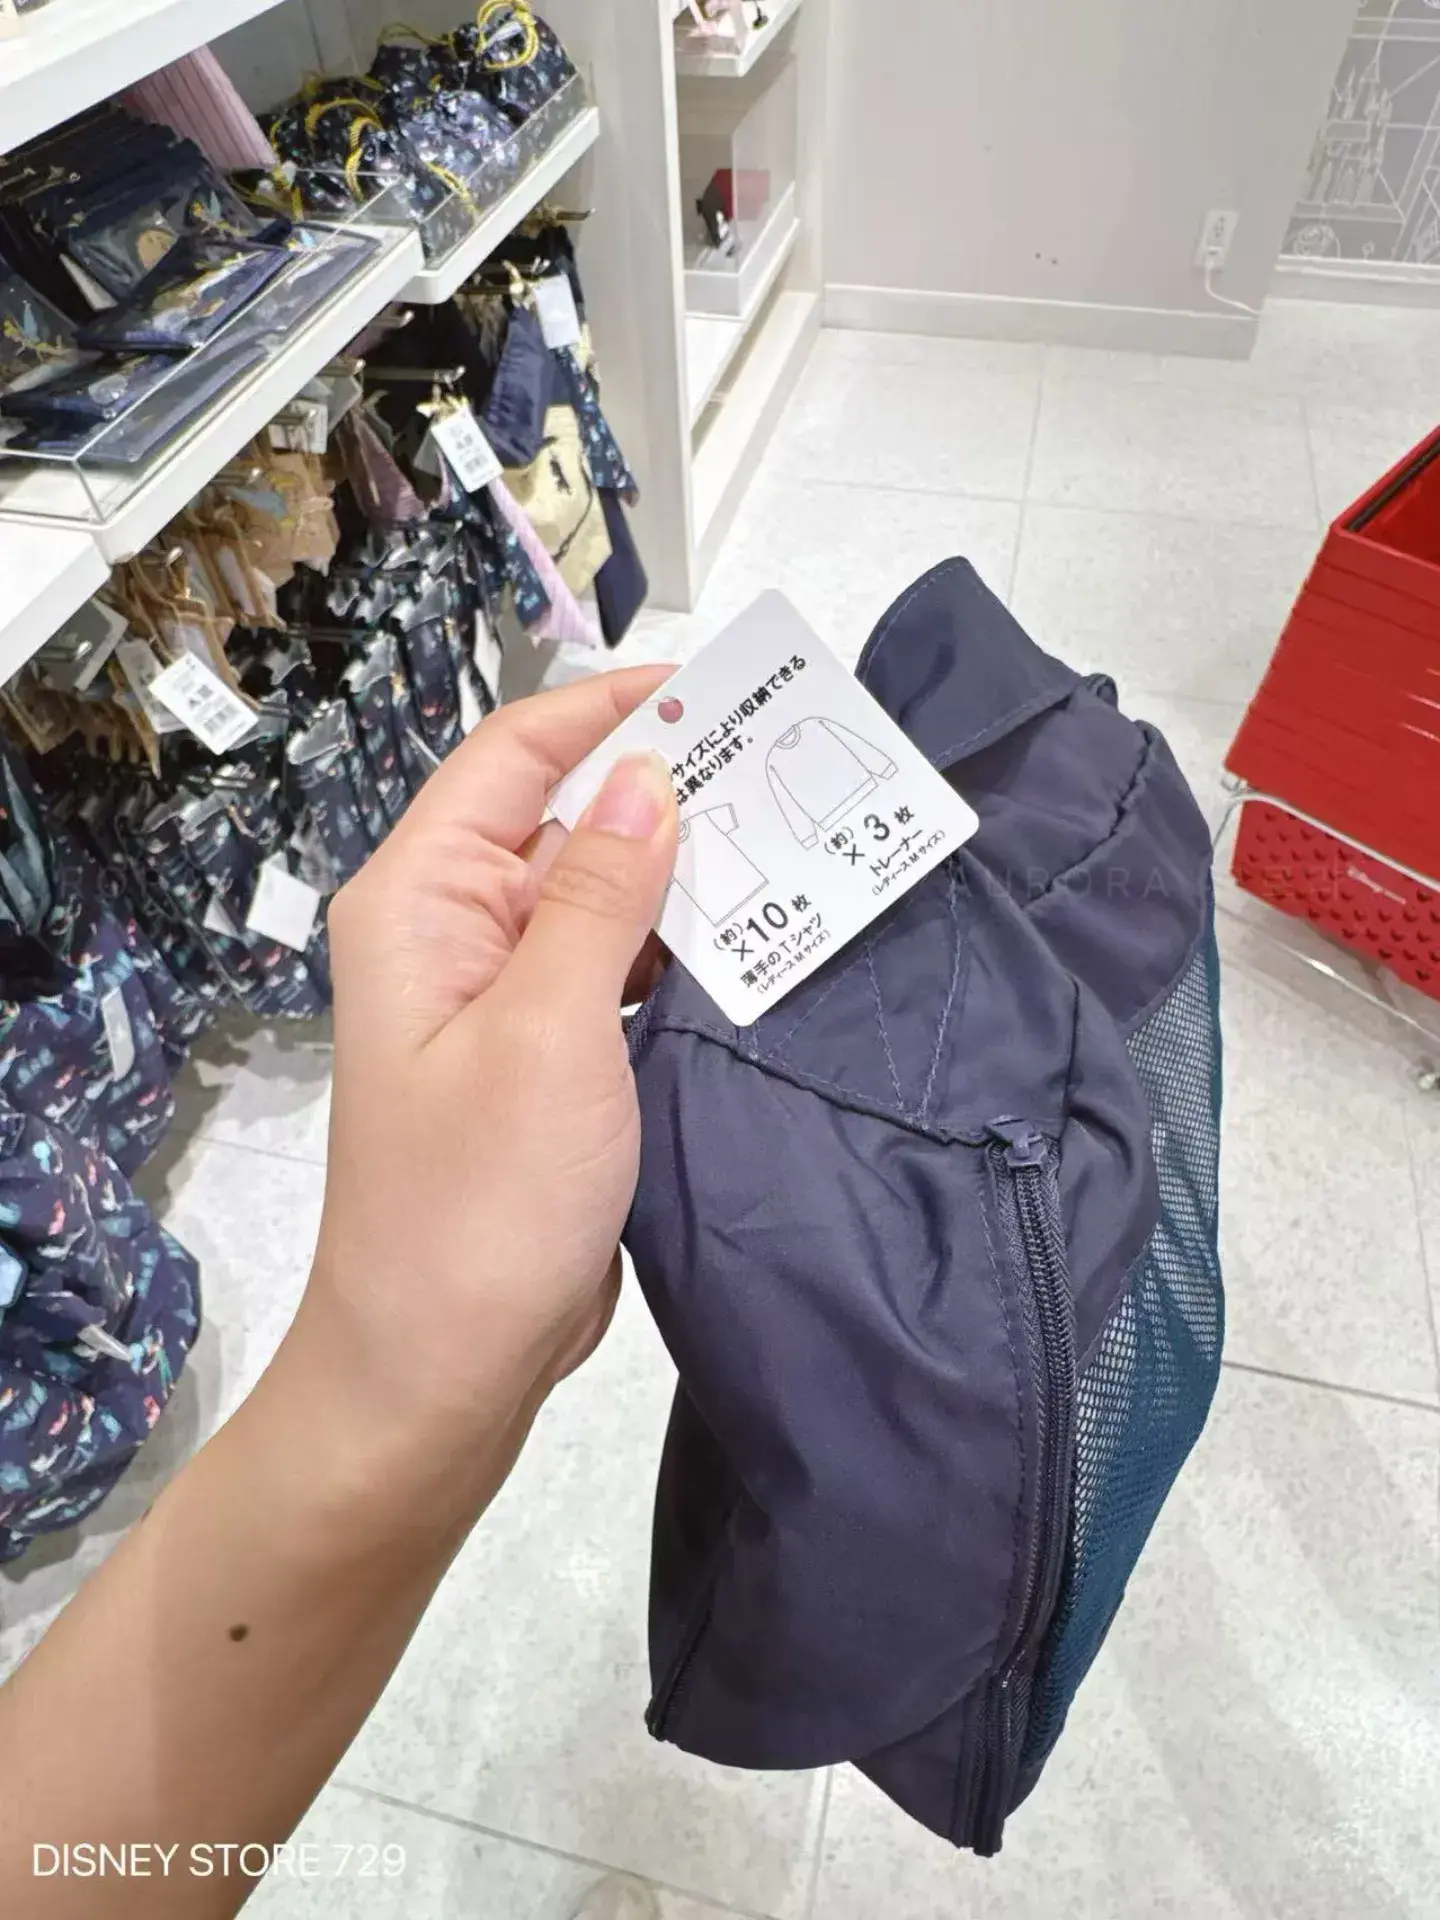 サイズにより収納できる
は異なります。
(約)
× 3 枚
トレーナー
(レディースMサイズ)
(約)
×10 枚
薄手のTシャツ
(レディースMサイズ)
AURORA
DISNEY STORE 729